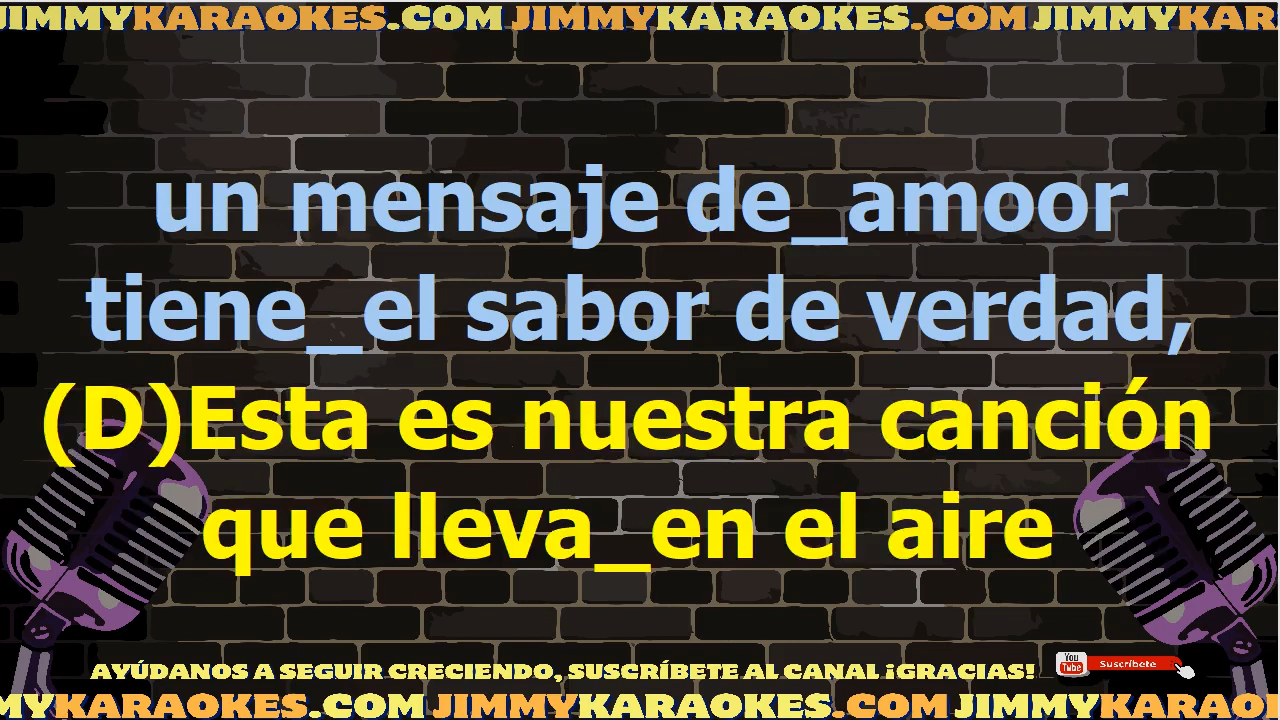 JIMMYKARAOKES.COM JIMMYKARAOKES.COM JIMMYKAR
un mensaje de_amoor
tiene_el sabor de verdad,
(D)Esta es nuestra canción
que lleva_en el aire
AYÚDANOS A SEGUIR CRECIENDO, SUSCRÍBETE AL CANAL ¡GRACIAS!
You Tube Suscríbete
MYKARAOKES.COM JIMMYKARAOKES.COM JIMMYKARAO